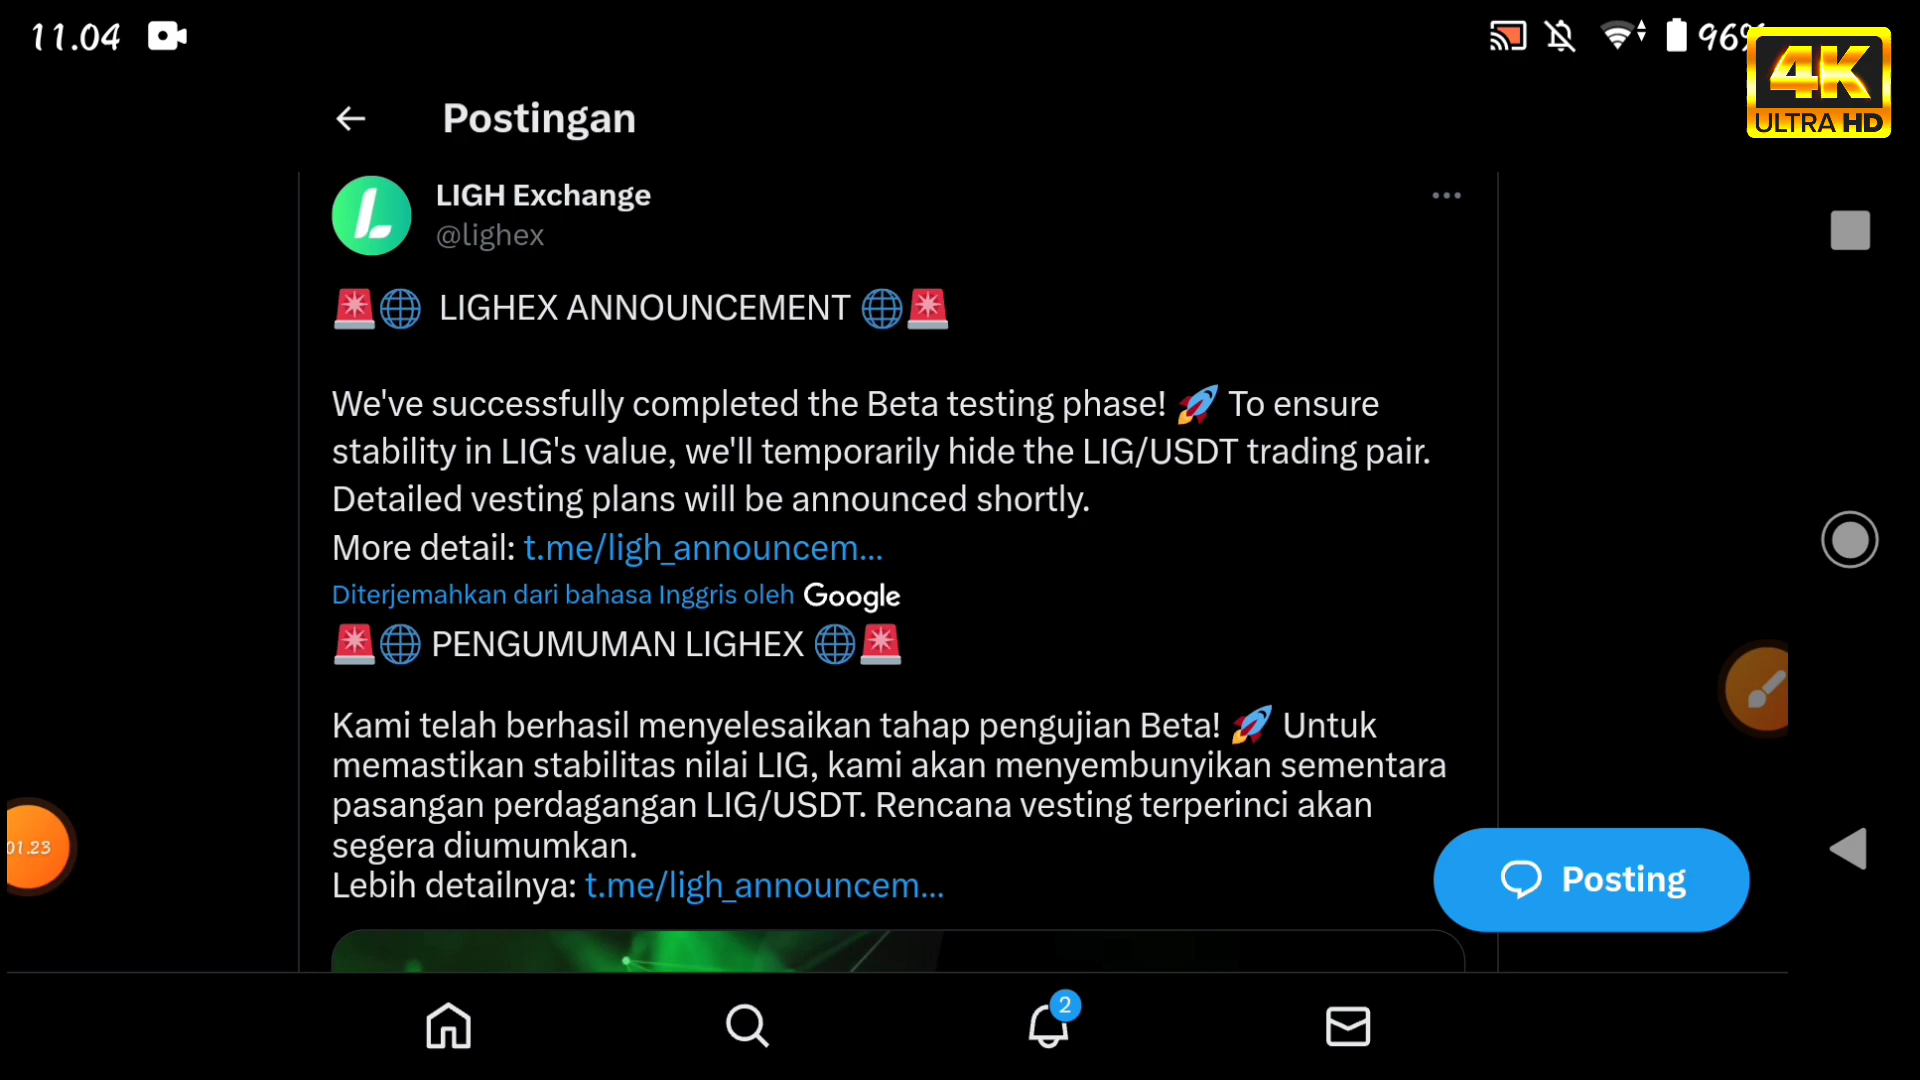 11.04
96%
4K
ULTRA HD
Postingan
LIGH Exchange
@lighex
LIGHEX ANNOUNCEMENT
We've successfully completed the Beta testing phase! 🚀 To ensure
stability in LIG's value, we'll temporarily hide the LIG/USDT trading pair.
Detailed vesting plans will be announced shortly.
More detail: t.me/ligh_announcem...
Diterjemahkan dari bahasa Inggris oleh Google
PENGUMUMAN LIGHEX
Kami telah berhasil menyelesaikan tahap pengujian Beta! 🚀 Untuk
memastikan stabilitas nilai LIG, kami akan menyembunyikan sementara
pasangan perdagangan LIG/USDT. Rencana vesting terperinci akan
segera diumumkan.
Lebih detailnya: t.me/ligh_announcem...
01.23
Posting
2